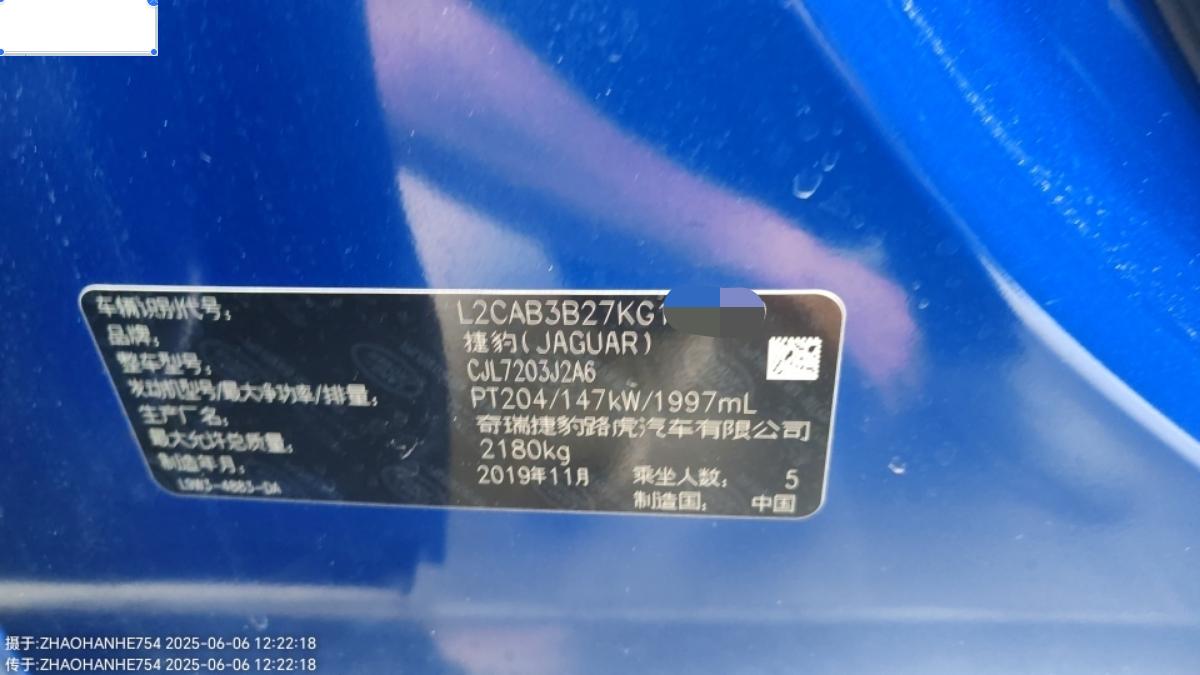 车辆识别代号: L2CAB3B27KG1
品牌: 捷豹(JAGUAR)
整车型号: CJL7203J2A6
发动机型号/最大净功率/排量: PT204/147kW/1997mL
生产厂名: 奇瑞捷豹路虎汽车有限公司
最大允许总质量: 2180kg
制造年月: 2019年11月 乘坐人数: 5
制造国: 中国
L9W3-4883-DA
摄于:ZHAOHANHE754 2025-06-06 12:22:18
传于:ZHAOHANHE754 2025-06-06 12:22:18